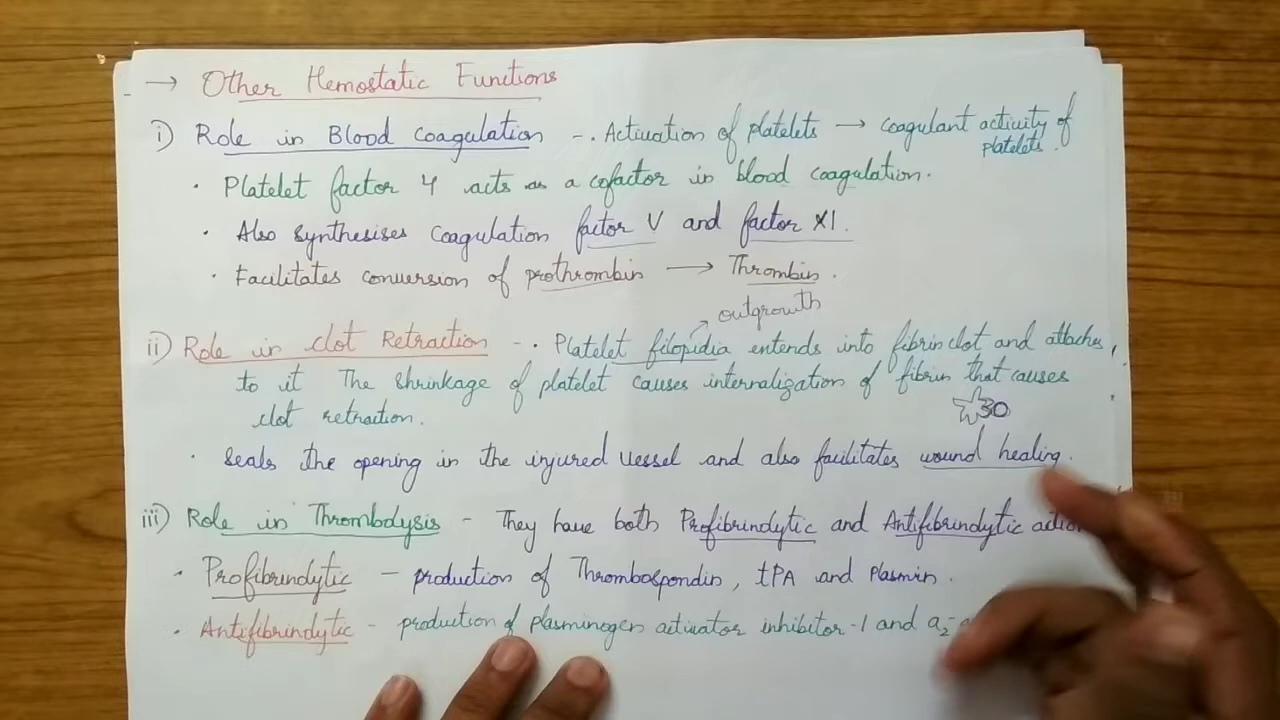 → Other Hemostatic Functions
i) Role in Blood coagulation -. Activation of platelets → coagulant activity of
platelets.
. Platelet factor 4 acts as a cofactor in blood coagulation.
. Also synthesises coagulation factor V and factor XI.
. Facilitates conversion of prothrombin → Thrombin.
outgrowth
ii) Role in clot Retraction -. Platelet filopidia entends into fibrin clot and attaches
to it The shrinkage of platelet causes internalization of fibrin that causes
clot retraction.
30
. Seals the opening in the injured vessel and also facilitates wound healing.
iii) Role in Thrombolysis - They have both Profibrinolytic and Antifibrinolytic action
. Profibrinolytic - production of Thrombospondin, tPA and Plasmin.
. Antifibrinolytic - production of plasminogen activator inhibitor-1 and a2-